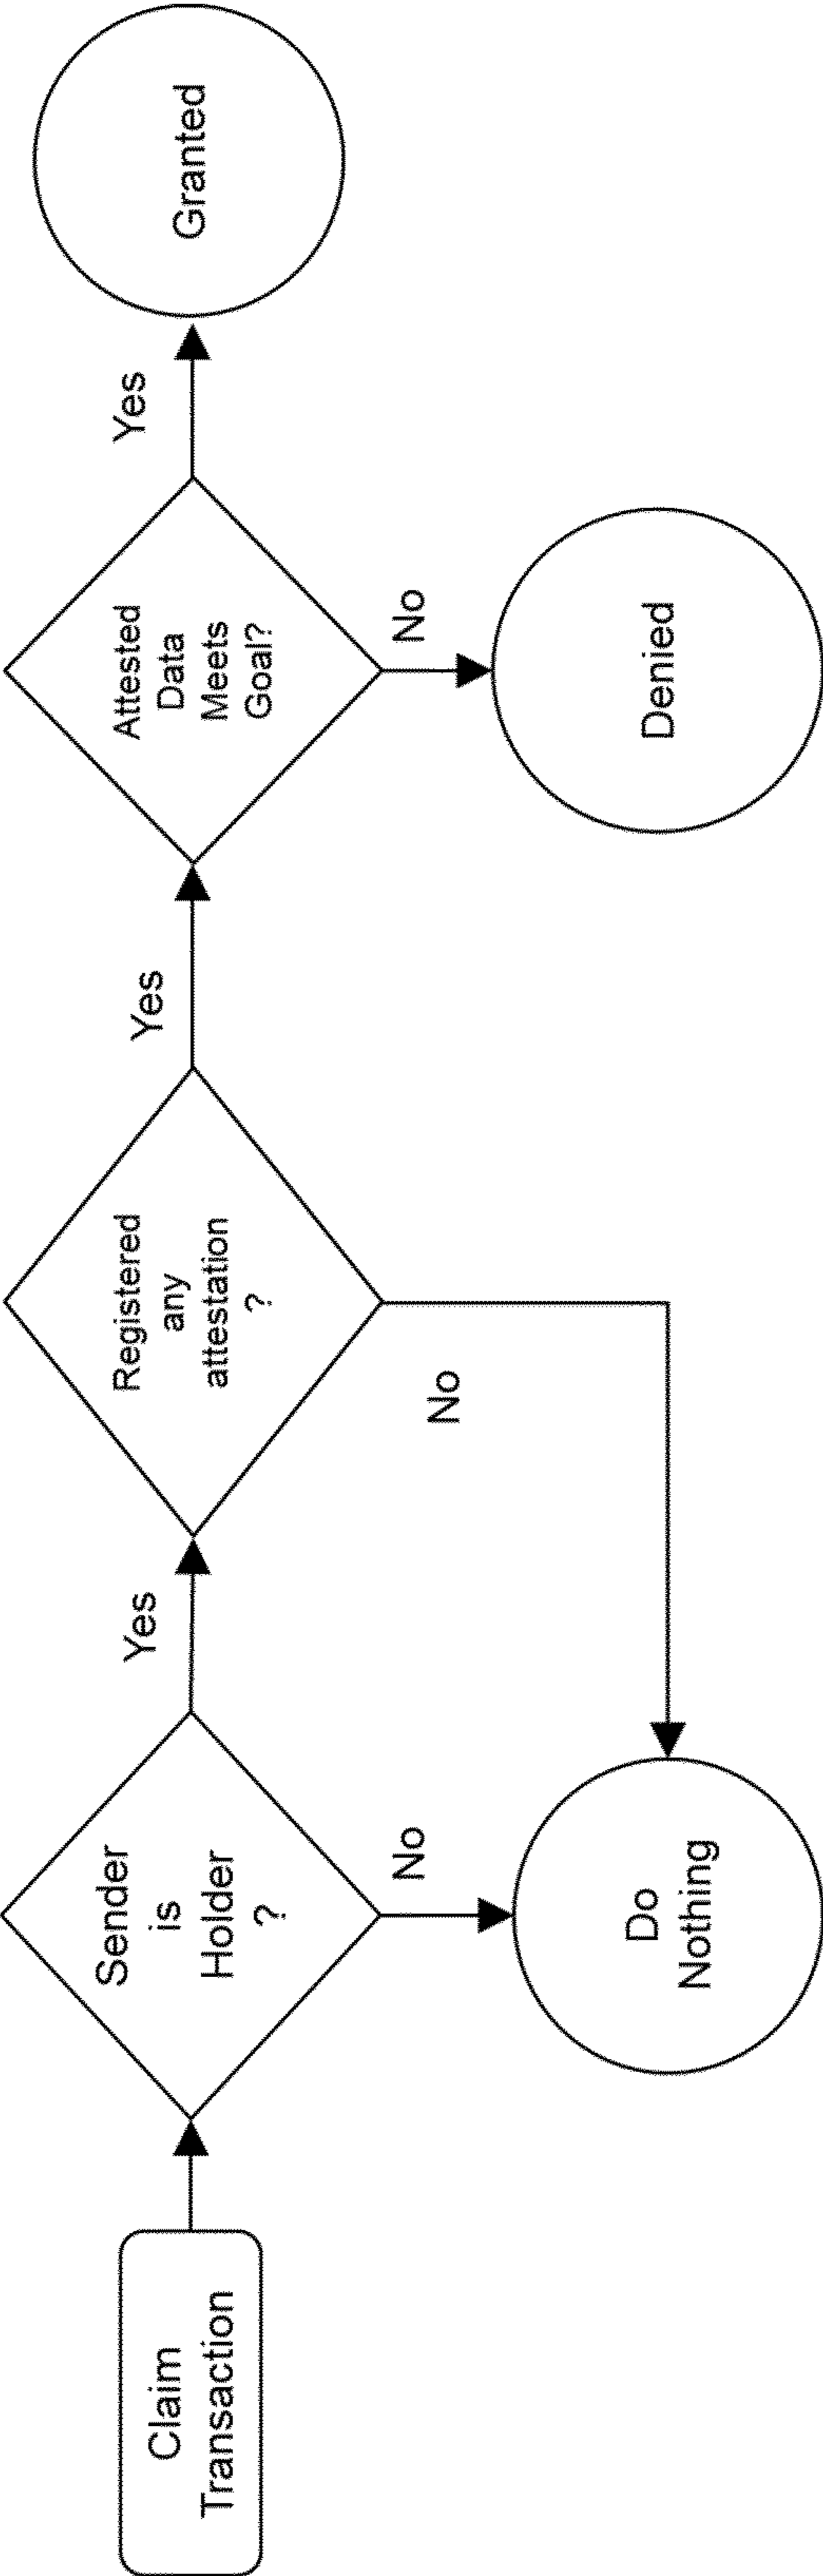 Claim
Transaction
Sender
is
Holder
?
Yes
No
Do
Nothing
Registered
any
attestation
?
Yes
No
Attested
Data
Meets
Goal?
Yes
No
Granted
Denied